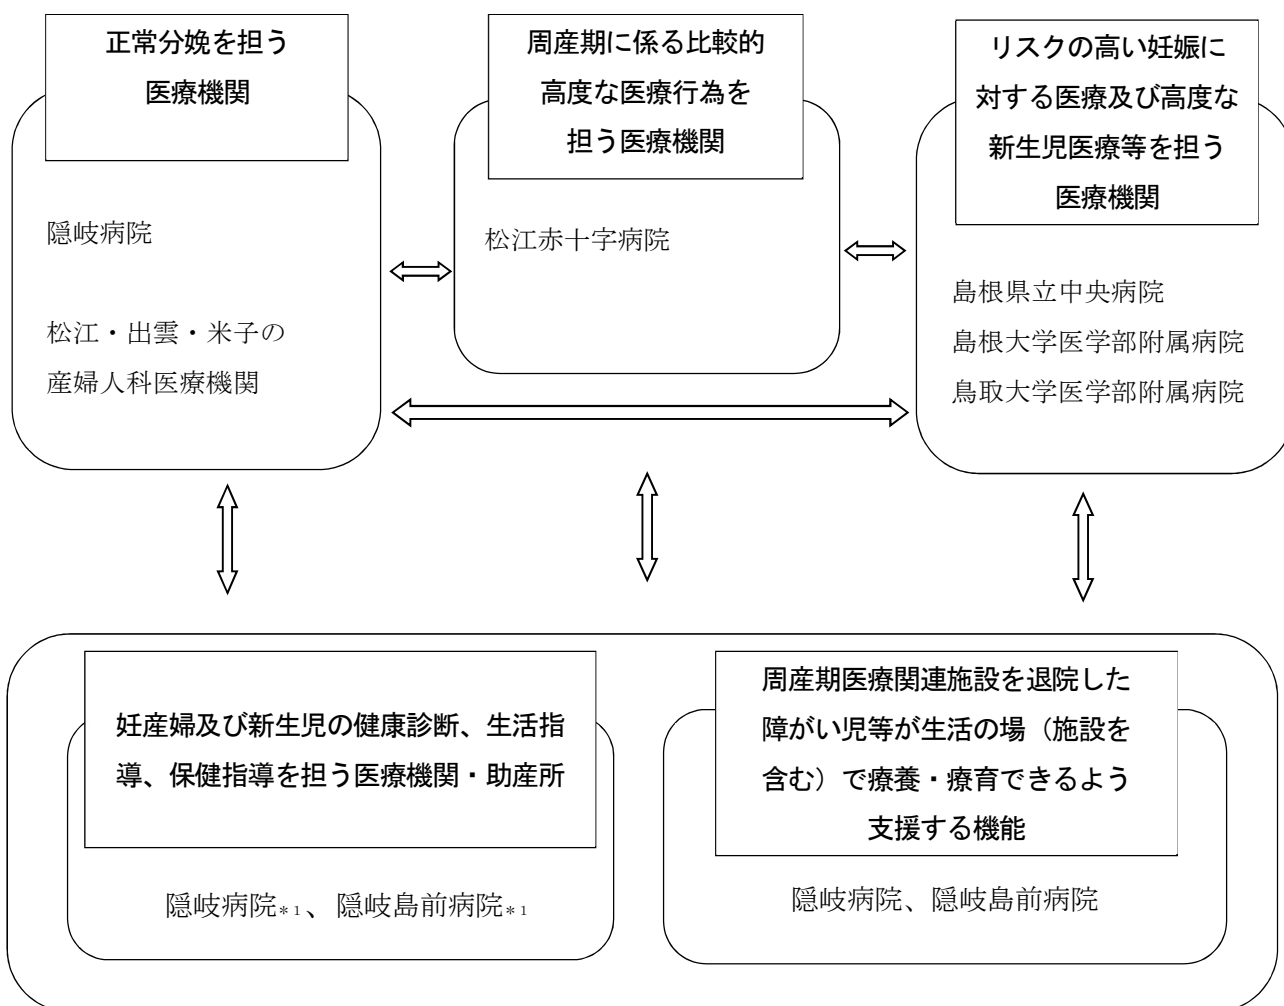 正常分娩を担う
医療機関
隠岐病院
松江・出雲・米子の
産婦人科医療機関
周産期に係る比較的
高度な医療行為を
担う医療機関
松江赤十字病院
リスクの高い妊娠に
対する医療及び高度な
新生児医療等を担う
医療機関
島根県立中央病院
島根大学医学部附属病院
鳥取大学医学部附属病院
妊産婦及び新生児の健康診断、生活指
導、保健指導を担う医療機関・助産所
隠岐病院*1、隠岐島前病院*1
周産期医療関連施設を退院した
障がい児等が生活の場（施設を
含む）で療養・療育できるよう
支援する機能
隠岐病院、隠岐島前病院